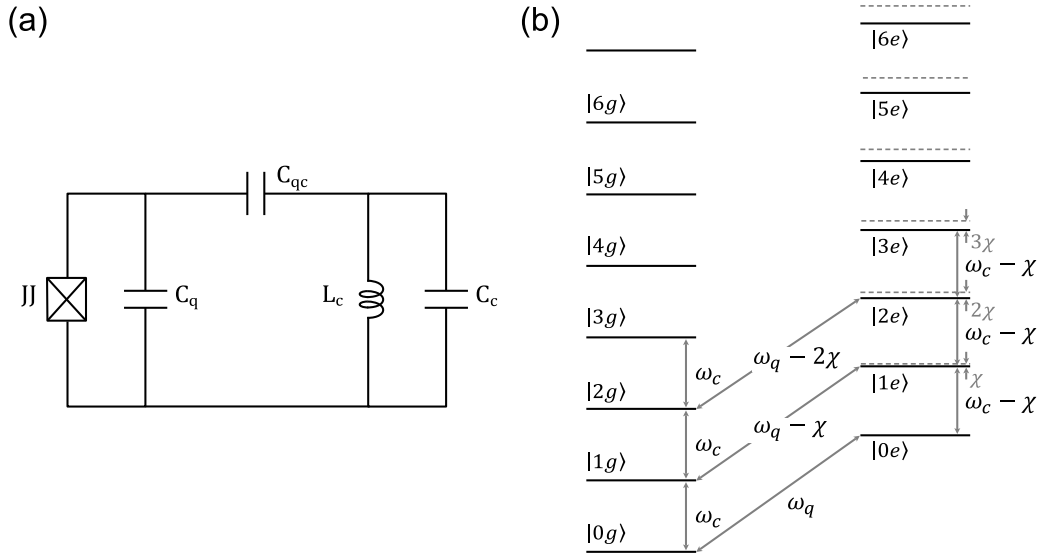 (a)
C_qc
JJ
C_q
L_c
C_c
(b)
|6g⟩
|5g⟩
|4g⟩
|3g⟩
|2g⟩
|1g⟩
|0g⟩
ω_c
ω_c
ω_c
ω_q − 2χ
ω_q − χ
ω_q
|6e⟩
|5e⟩
|4e⟩
|3e⟩
|2e⟩
|1e⟩
|0e⟩
3χ
ω_c − χ
2χ
ω_c − χ
χ
ω_c − χ